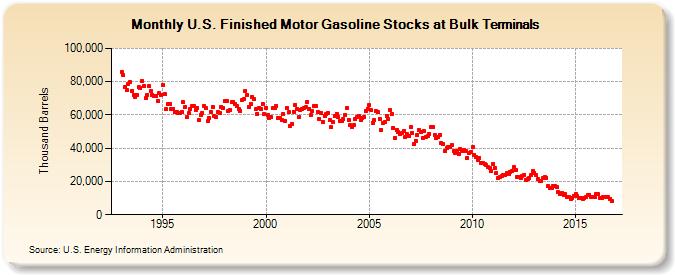 Monthly U.S. Finished Motor Gasoline Stocks at Bulk Terminals
Thousand Barrels
100,000
80,000
60,000
40,000
20,000
0
1995 2000 2005 2010 2015
Source: U.S. Energy Information Administration